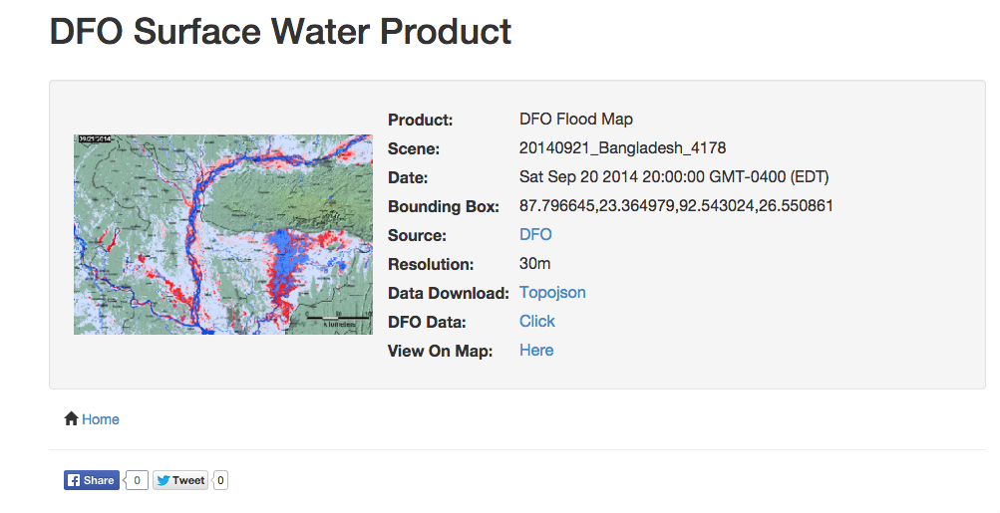 DFO Surface Water Product
09/21/2014
Product: DFO Flood Map
Scene: 20140921_Bangladesh_4178
Date: Sat Sep 20 2014 20:00:00 GMT-0400 (EDT)
Bounding Box: 87.796645,23.364979,92.543024,26.550861
Source: DFO
Resolution: 30m
Data Download: Topojson
DFO Data: Click
View On Map: Here
kilometers
Home
Share 0 Tweet 0